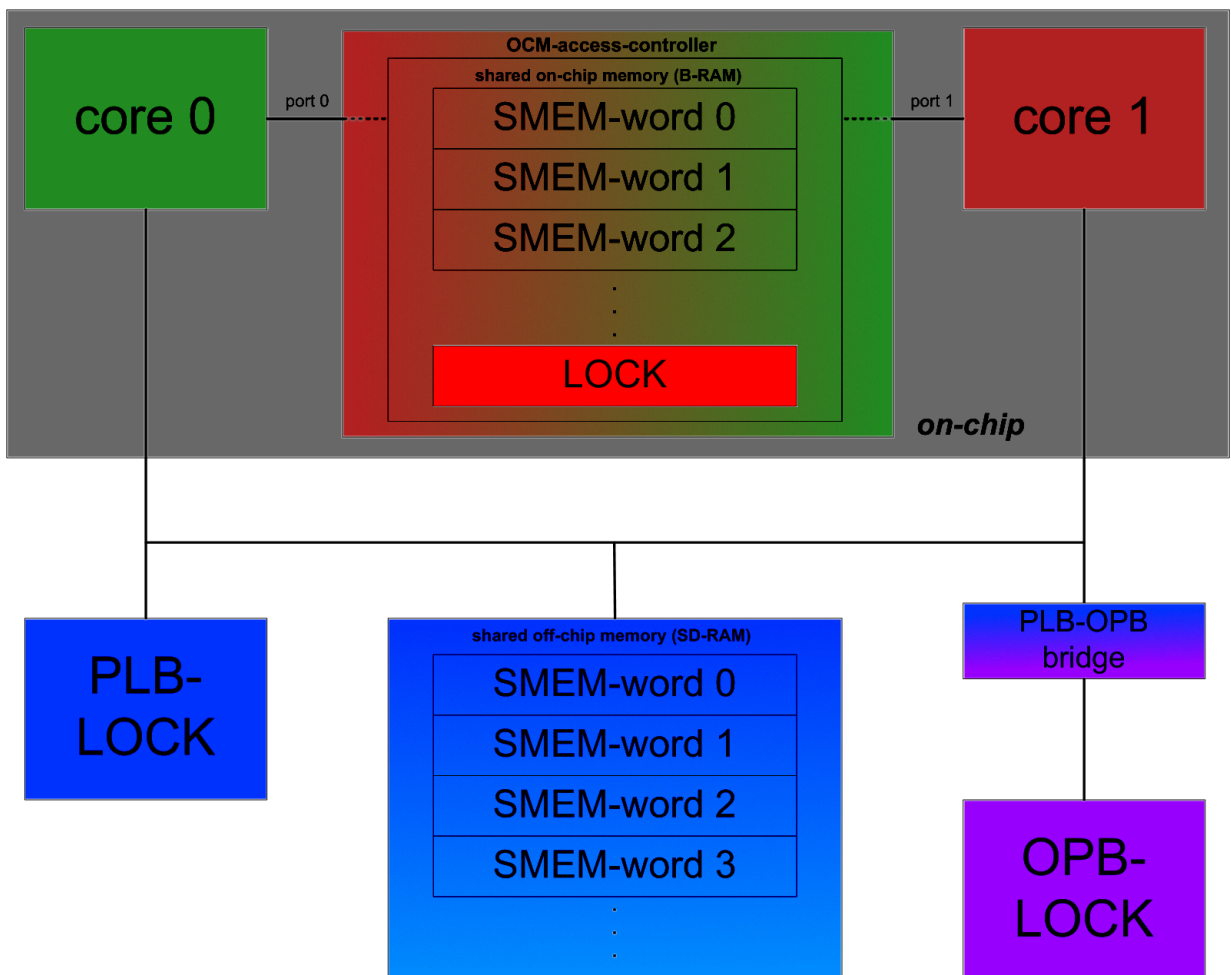 OCM-access-controller
shared on-chip memory (B-RAM)
core 0
port 0
SMEM-word 0
port 1
core 1
SMEM-word 1
SMEM-word 2
.
.
.
LOCK
on-chip
PLB-
LOCK
shared off-chip memory (SD-RAM)
SMEM-word 0
SMEM-word 1
SMEM-word 2
SMEM-word 3
.
.
.
PLB-OPB
bridge
OPB-
LOCK